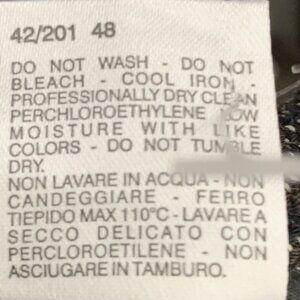 42/201 48
DO NOT WASH - DO NOT
BLEACH - COOL IRON -
PROFESSIONALLY DRY CLEAN
PERCHLOROETHYLENE LOW
MOISTURE WITH LIKE
COLORS - DO NOT TUMBLE
DRY.
NON LAVARE IN ACQUA - NON
CANDEGGIARE - FERRO
TIEPIDO MAX 110°C - LAVARE A
SECCO DELICATO CON
PERCLOROETILENE - NON
ASCIUGARE IN TAMBURO.